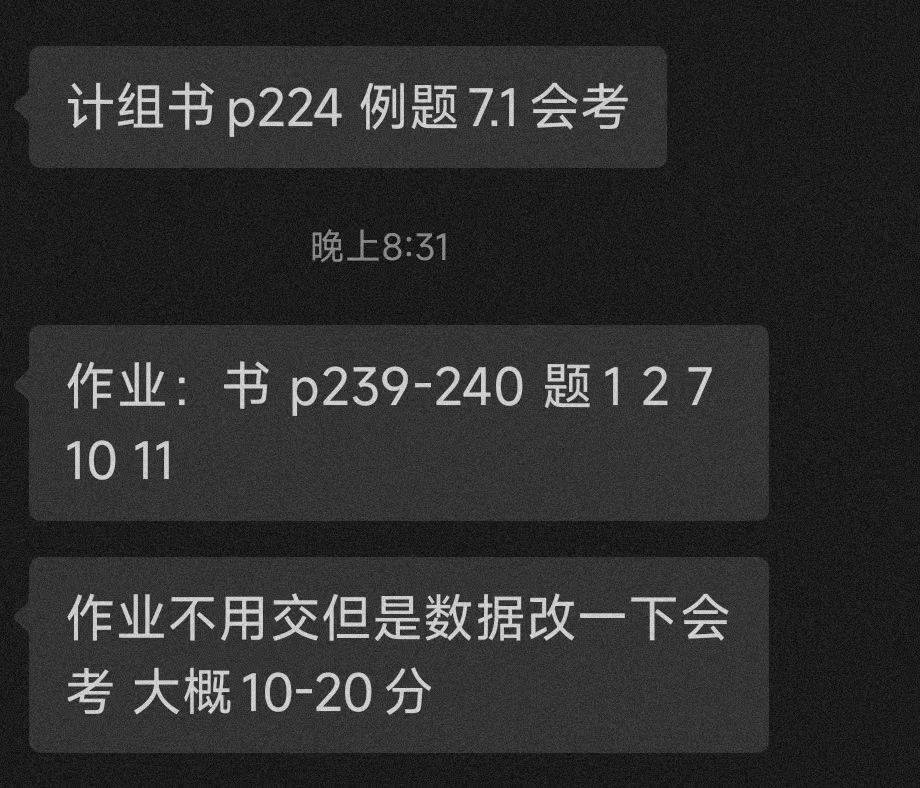 计组书 p224 例题 7.1 会考
晚上8:31
作业：书 p239-240 题 1 2 7
10 11
作业不用交但是数据改一下会
考 大概 10-20 分